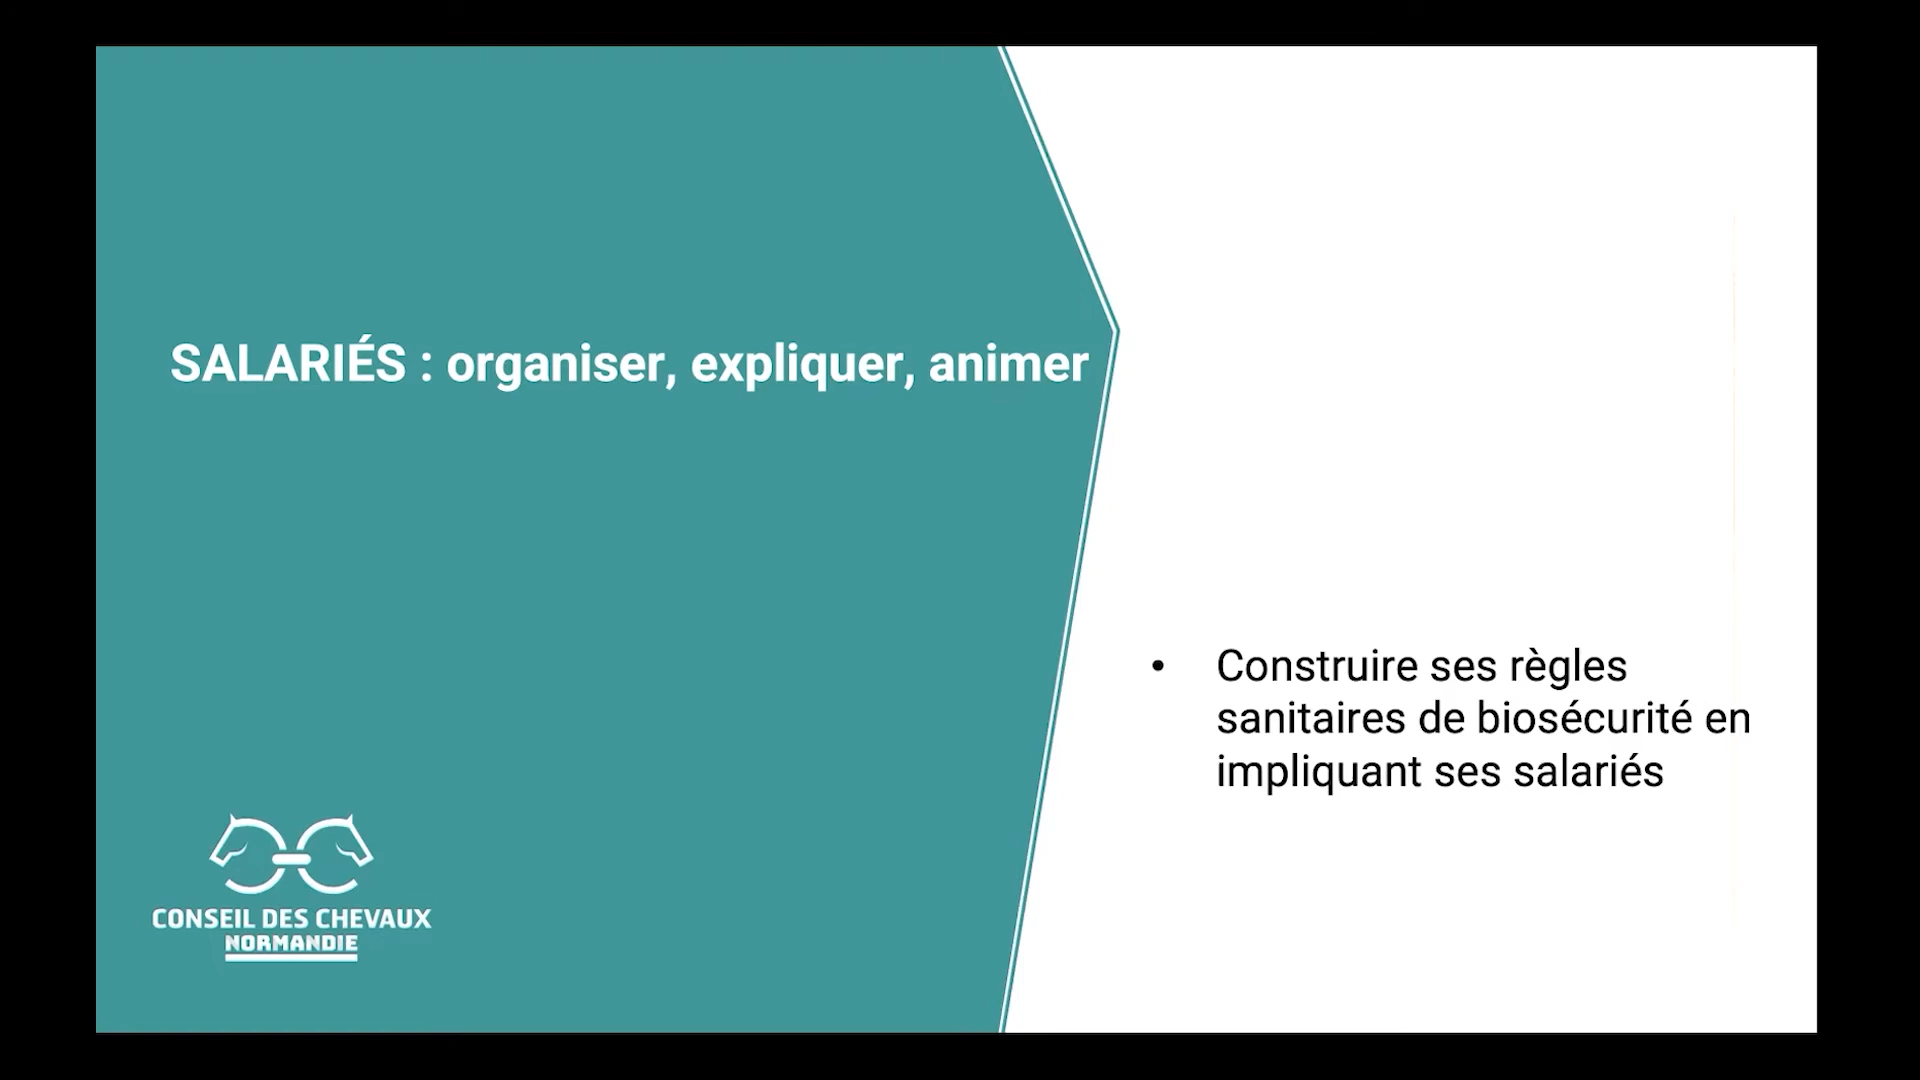 SALARIÉS : organiser, expliquer, animer
• Construire ses règles
sanitaires de biosécurité en
impliquant ses salariés
CONSEIL DES CHEVAUX
NORMANDIE